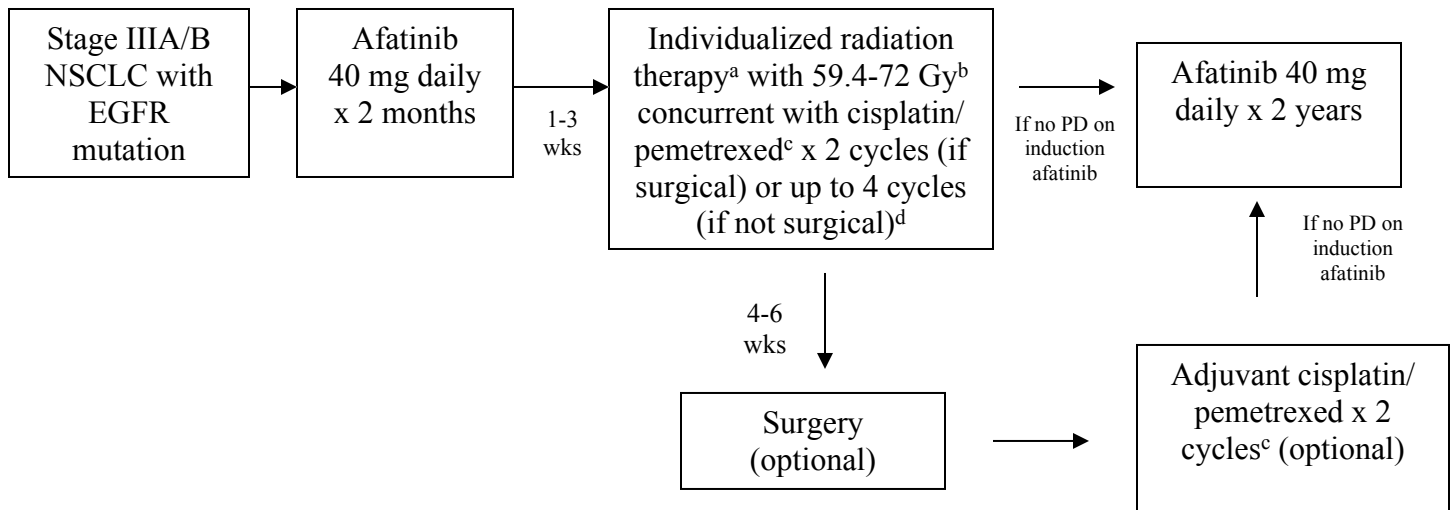 Stage IIIA/B
NSCLC with
EGFR
mutation
Afatinib
40 mg daily
x 2 months
1-3
wks
Individualized radiation
therapyᵃ with 59.4-72 Gyᵇ
concurrent with cisplatin/
pemetrexedᶜ x 2 cycles (if
surgical) or up to 4 cycles
(if not surgical)ᵈ
If no PD on
induction
afatinib
Afatinib 40 mg
daily x 2 years
4-6
wks
Surgery
(optional)
Adjuvant cisplatin/
pemetrexed x 2
cyclesᶜ (optional)
If no PD on
induction
afatinib